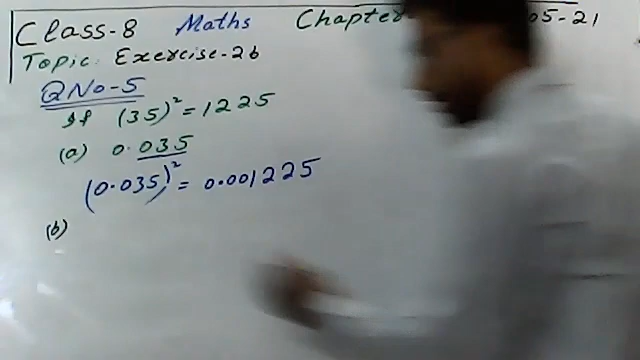 Class-8 Maths Chapter 05-21
Topic: Exercise-2b
QNo-5
If (35)² = 1225
(a) 0.035
(0.035)² = 0.001225
(b)